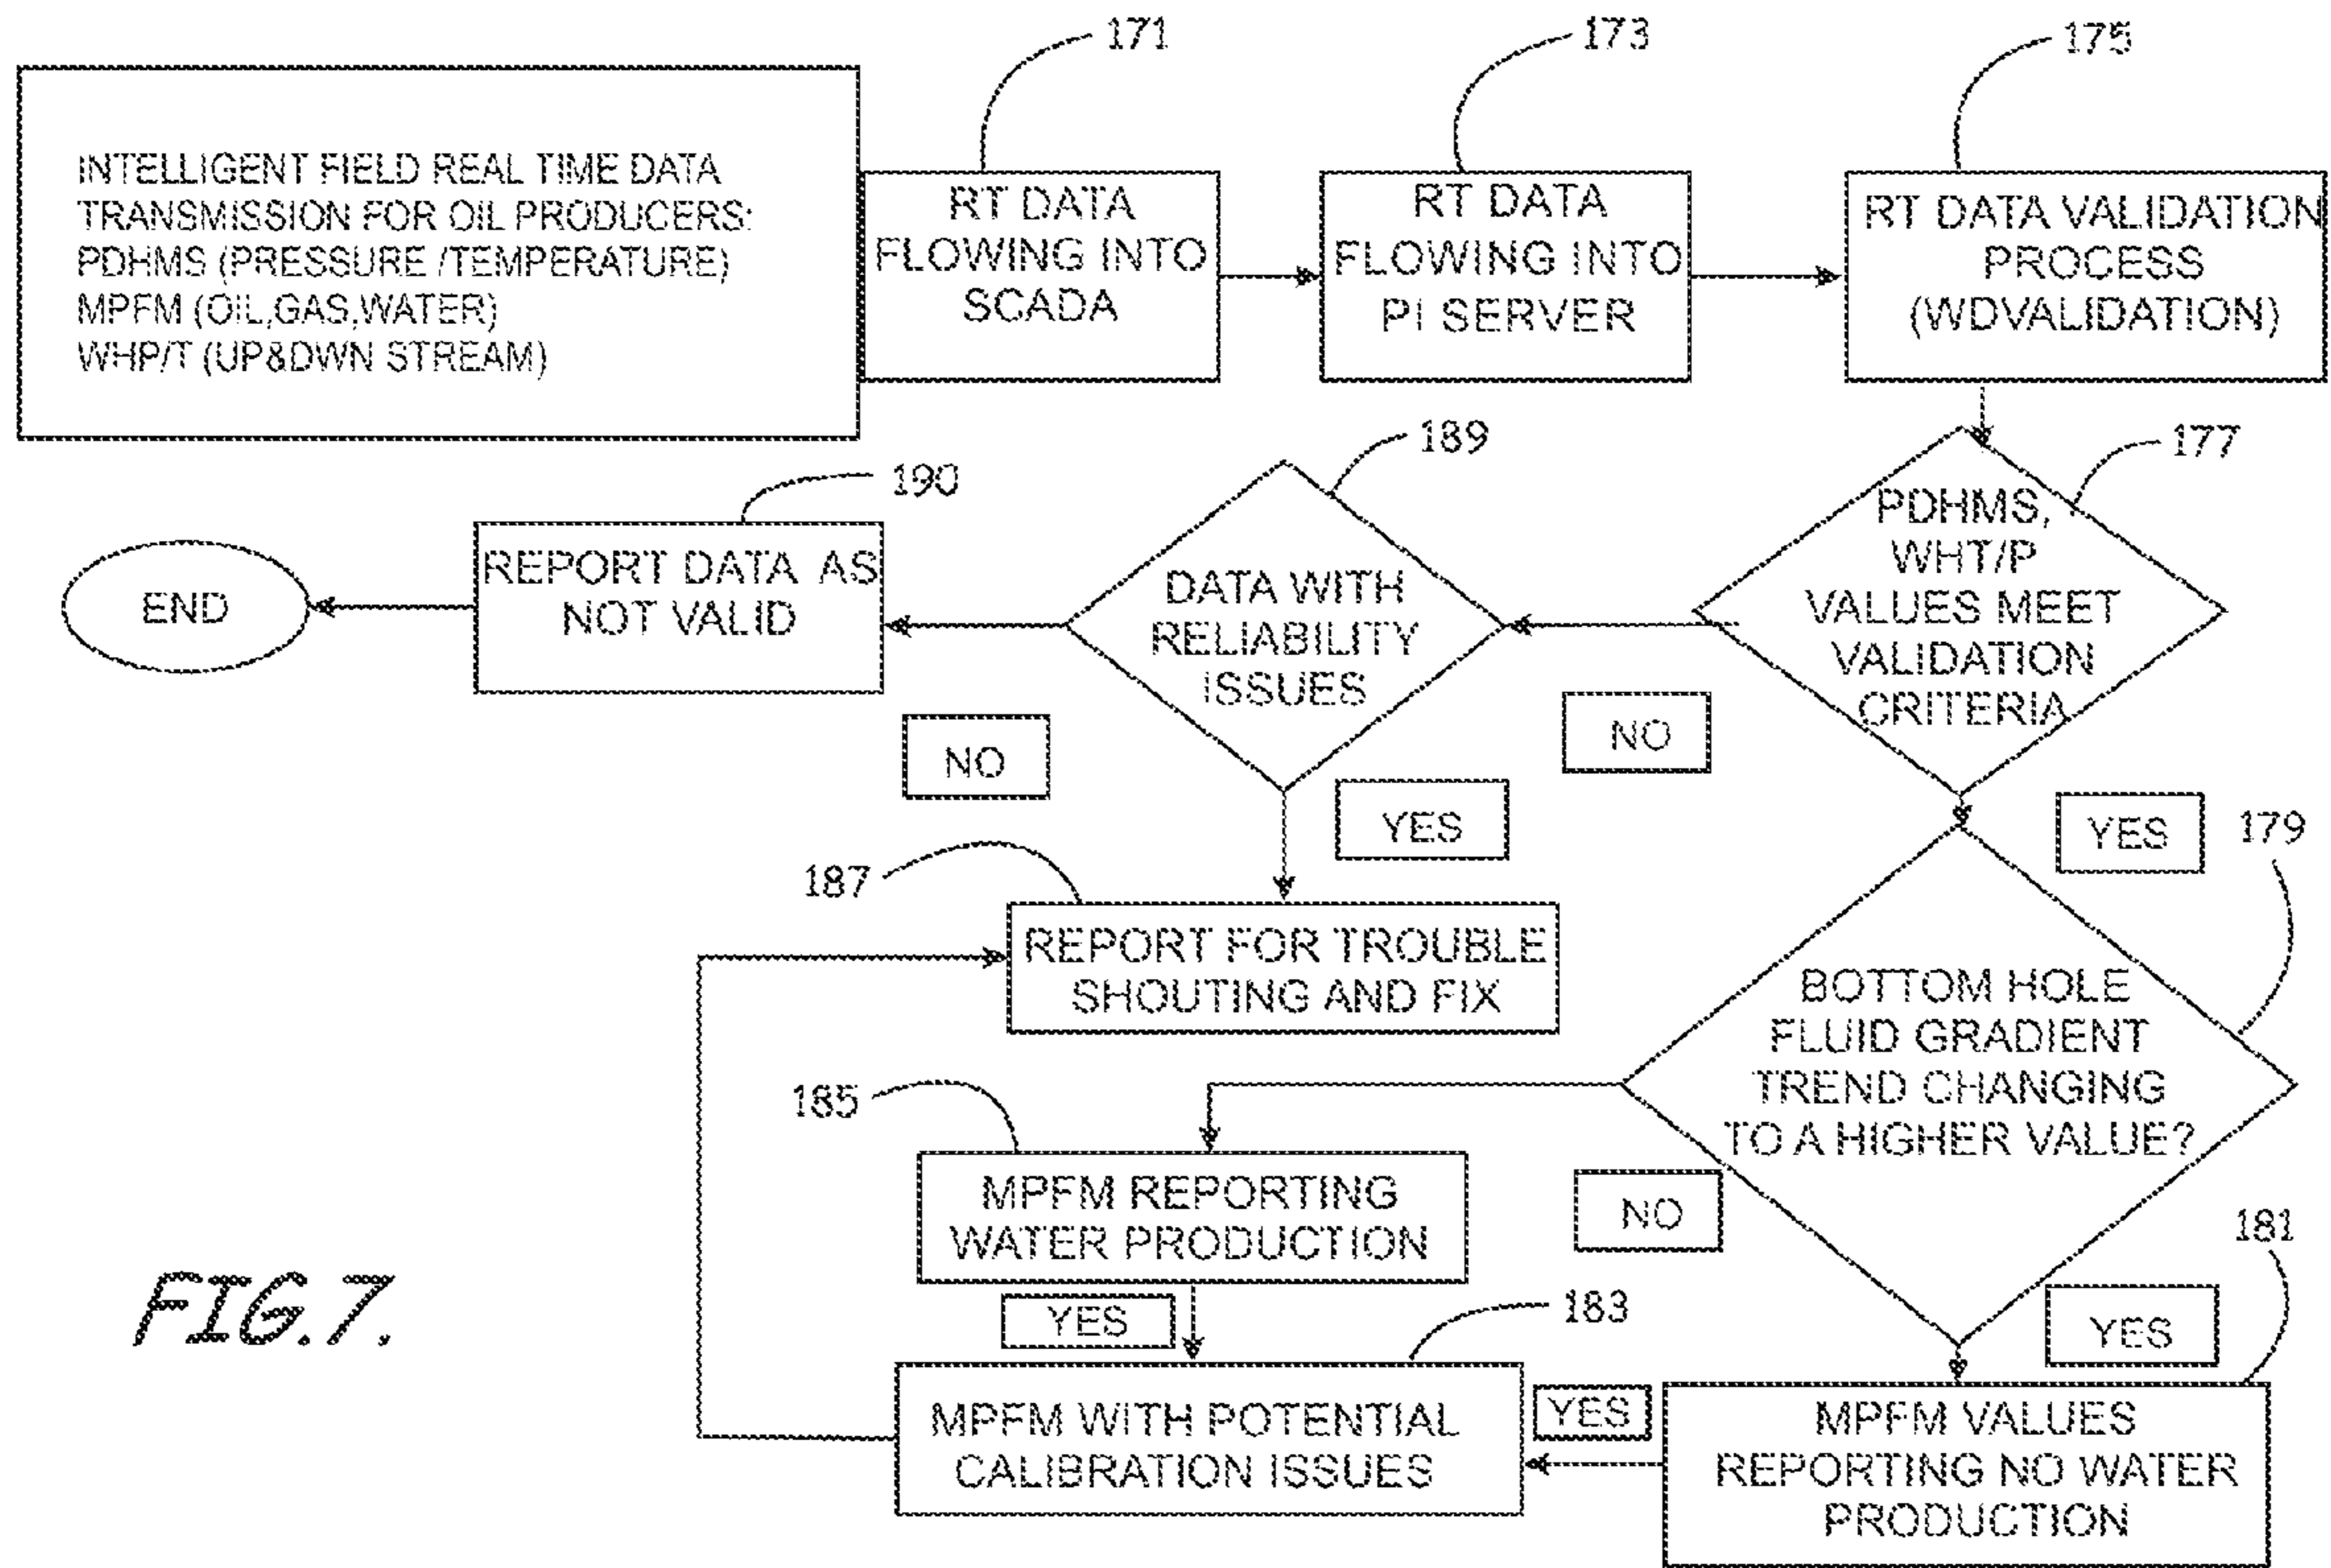 171
173
175
INTELLIGENT FIELD REAL TIME DATA
TRANSMISSION FOR OIL PRODUCERS:
PDHMS (PRESSURE /TEMPERATURE)
MPFM (OIL,GAS,WATER)
WHP/T (UP&DWN STREAM)
RT DATA
FLOWING INTO
SCADA
RT DATA
FLOWING INTO
PI SERVER
RT DATA VALIDATION
PROCESS
(WDVALIDATION)
189
177
190
PDHMS,
WHT/P
VALUES MEET
VALIDATION
CRITERIA
DATA WITH
RELIABILITY
ISSUES
REPORT DATA AS
NOT VALID
END
NO
NO
YES
YES
179
187
REPORT FOR TROUBLE
SHOUTING AND FIX
BOTTOM HOLE
FLUID GRADIENT
TREND CHANGING
TO A HIGHER VALUE?
185
MPFM REPORTING
WATER PRODUCTION
NO
181
YES
183
YES
MPFM WITH POTENTIAL
CALIBRATION ISSUES
YES
MPFM VALUES
REPORTING NO WATER
PRODUCTION
FIG.7.